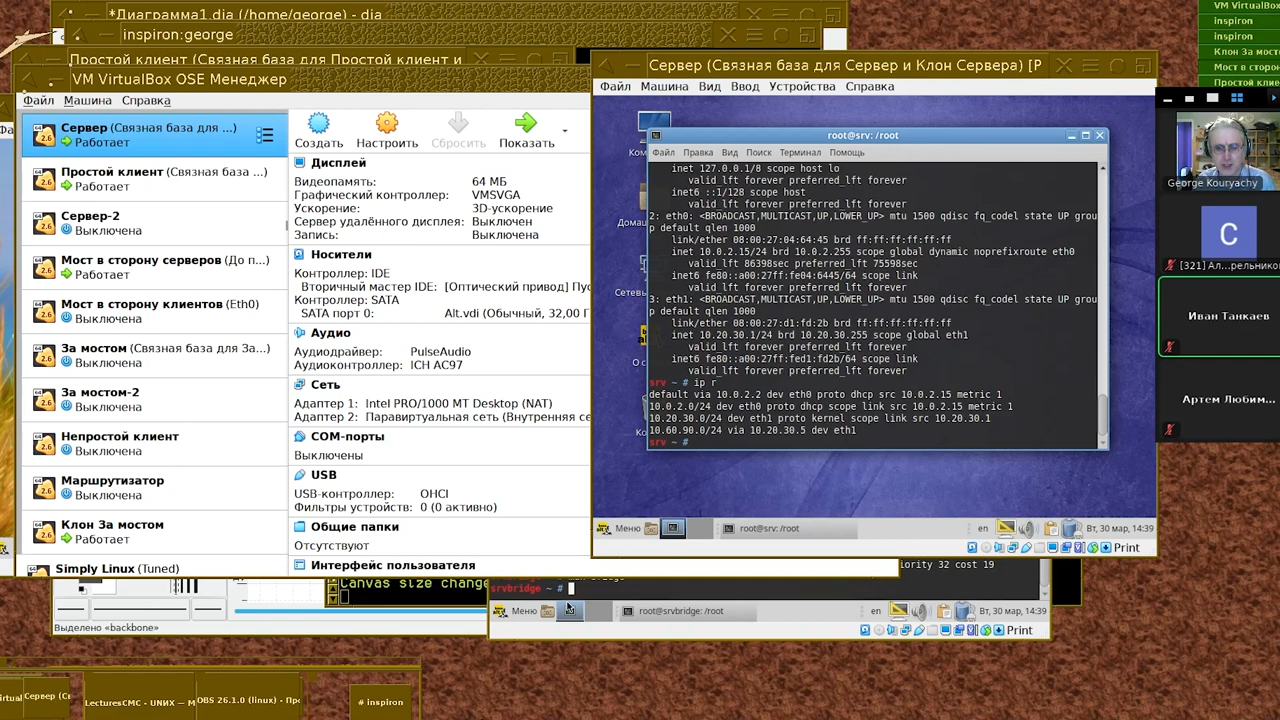 *Диаграмма1.dia (/home/george) - dia
inspiron:george
Простой клиент (Связная база для Простой клиент и
VM VirtualBox OSE Менеджер
Файл Машина Справка
Сервер (Связная база для ...)
Работает
Простой клиент (Связная база ...)
Работает
Сервер-2
Выключена
Мост в сторону серверов (До п...)
Работает
Мост в сторону клиентов (Eth0)
Выключена
За мостом (Связная база для За...)
Выключена
За мостом-2
Выключена
Непростой клиент
Выключена
Маршрутизатор
Выключена
Клон За мостом
Работает
Simply Linux (Tuned)
Создать Настроить Сбросить Показать
Дисплей
Видеопамять: 64 МБ
Графический контроллер: VMSVGA
Ускорение: 3D-ускорение
Сервер удалённого дисплея: Выключен
Запись: Выключена
Носители
Контроллер: IDE
Вторичный мастер IDE: [Оптический привод] Пус
Контроллер: SATA
SATA порт 0: Alt.vdi (Обычный, 32,00 Г
Аудио
Аудиодрайвер: PulseAudio
Аудиоконтроллер: ICH AC97
Сеть
Адаптер 1: Intel PRO/1000 MT Desktop (NAT)
Адаптер 2: Паравиртуальная сеть (Внутренняя се
COM-порты
Выключены
USB
USB-контроллер: OHCI
Фильтры устройств: 0 (0 активно)
Общие папки
Отсутствуют
Интерфейс пользователя
Сервер (Связная база для Сервер и Клон Сервера) [Р
Файл Машина Вид Ввод Устройства Справка
root@srv: /root
Файл Правка Вид Поиск Терминал Помощь
inet 127.0.0.1/8 scope host lo
valid_lft forever preferred_lft forever
inet6 ::1/128 scope host
valid_lft forever preferred_lft forever
2: eth0: <BROADCAST,MULTICAST,UP,LOWER_UP> mtu 1500 qdisc fq_codel state UP grou
p default qlen 1000
link/ether 08:00:27:04:64:45 brd ff:ff:ff:ff:ff:ff
inet 10.0.2.15/24 brd 10.0.2.255 scope global dynamic noprefixroute eth0
valid_lft 86398sec preferred_lft 75598sec
inet6 fe80::a00:27ff:fe04:6445/64 scope link
valid_lft forever preferred_lft forever
3: eth1: <BROADCAST,MULTICAST,UP,LOWER_UP> mtu 1500 qdisc fq_codel state UP grou
p default qlen 1000
link/ether 08:00:27:d1:fd:2b brd ff:ff:ff:ff:ff:ff
inet 10.20.30.1/24 brd 10.20.30.255 scope global eth1
valid_lft forever preferred_lft forever
inet6 fe80::a00:27ff:fed1:fd2b/64 scope link
valid_lft forever preferred_lft forever
srv ~ # ip r
default via 10.0.2.2 dev eth0 proto dhcp src 10.0.2.15 metric 1
10.0.2.0/24 dev eth0 proto dhcp scope link src 10.0.2.15 metric 1
10.20.30.0/24 dev eth1 proto kernel scope link src 10.20.30.1
10.60.90.0/24 via 10.20.30.5 dev eth1
srv ~ #
Меню root@srv: /root en Вт, 30 мар, 14:39
Print
iority 32 cost 19
Canvas size change
srvbridge ~ #
Меню root@srvbridge: /root en Вт, 30 мар, 14:39
Print
Выделено «backbone»
VM VirtualBox
inspiron
inspiron
Клон За мост
Мост в сторон
Простой клие
George Kouryachy
C
[321] Ал...рельников
Иван Танкаев
Артем Любим...
irtual Сервер (Св LecturesCMC - UNИX — M OBS 26.1.0 (linux) - Прс # inspiron